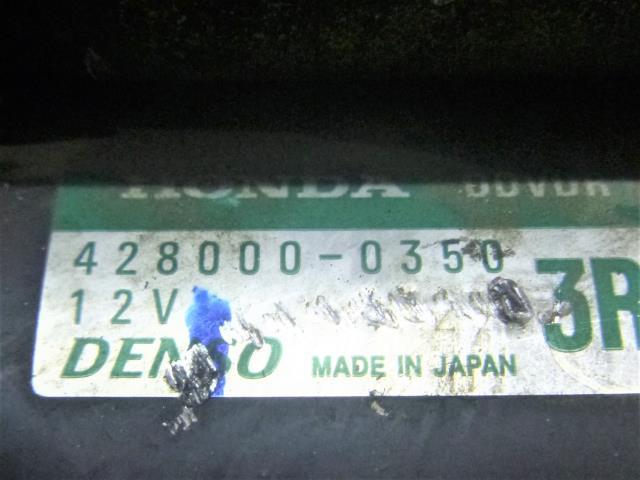 HONDA
428000-0350
12V
3R
DENSO MADE IN JAPAN